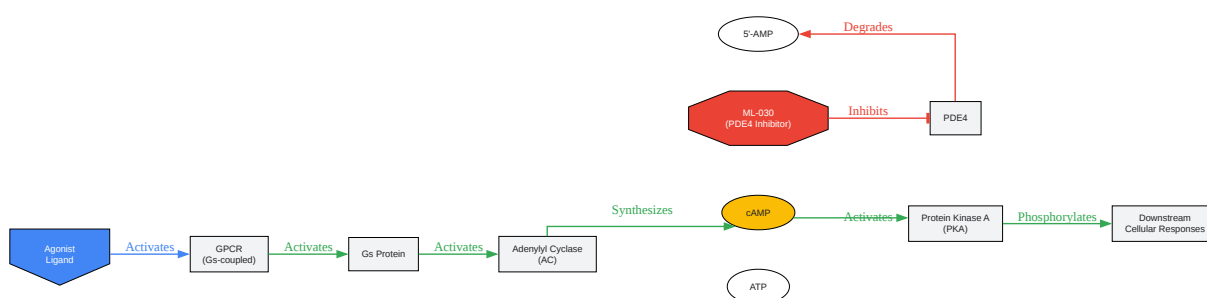 5'-AMP
Degrades
ML-030
(PDE4 Inhibitor)
Inhibits
PDE4
Agonist
Ligand
Activates
GPCR
(Gs-coupled)
Activates
Gs Protein
Activates
Adenylyl Cyclase
(AC)
Synthesizes
cAMP
Activates
Protein Kinase A
(PKA)
Phosphorylates
Downstream
Cellular Responses
ATP